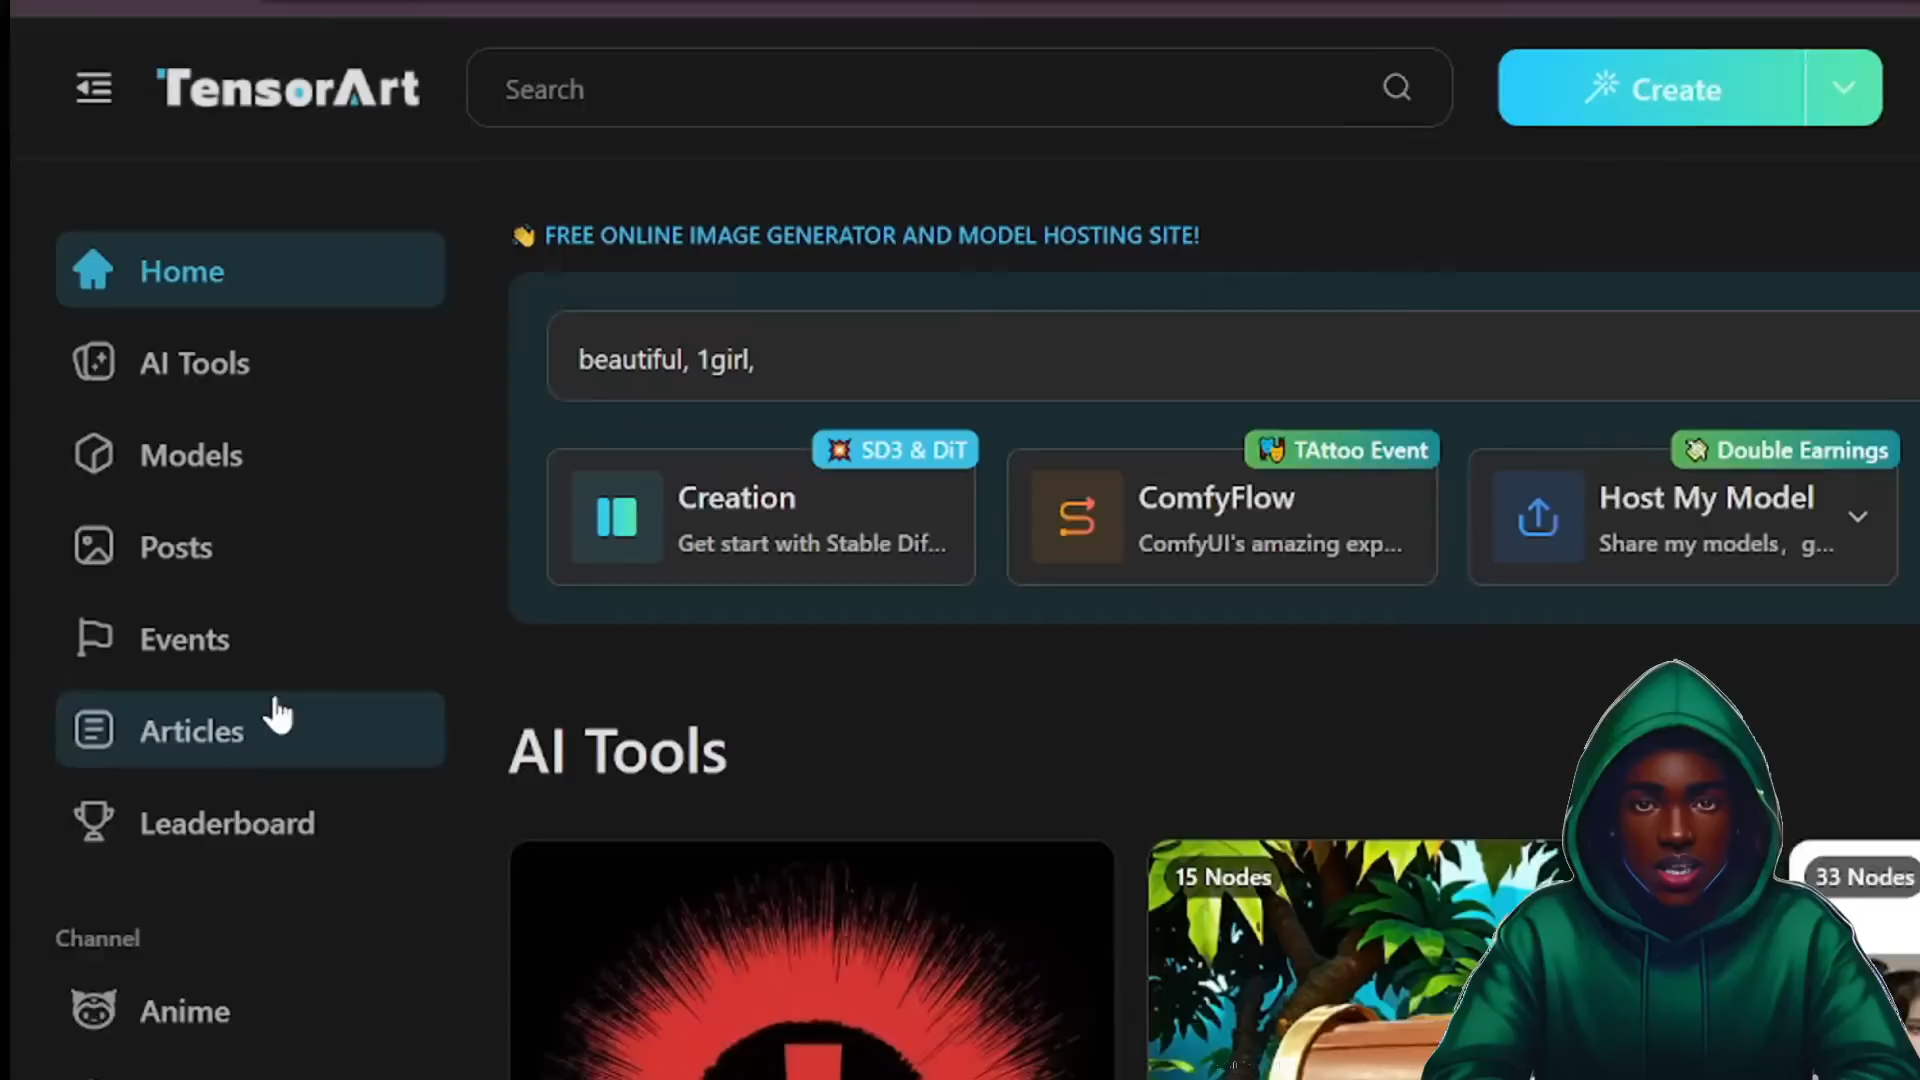 TensorArt
Search
Create
Home
AI Tools
Models
Posts
Events
Articles
Leaderboard
Channel
Anime
👋 FREE ONLINE IMAGE GENERATOR AND MODEL HOSTING SITE!
beautiful, 1girl,
💥 SD3 & DiT
Creation
Get start with Stable Dif...
TAttoo Event
ComfyFlow
ComfyUI's amazing exp...
Double Earnings
Host My Model
Share my models，g...
AI Tools
15 Nodes
33 Nodes